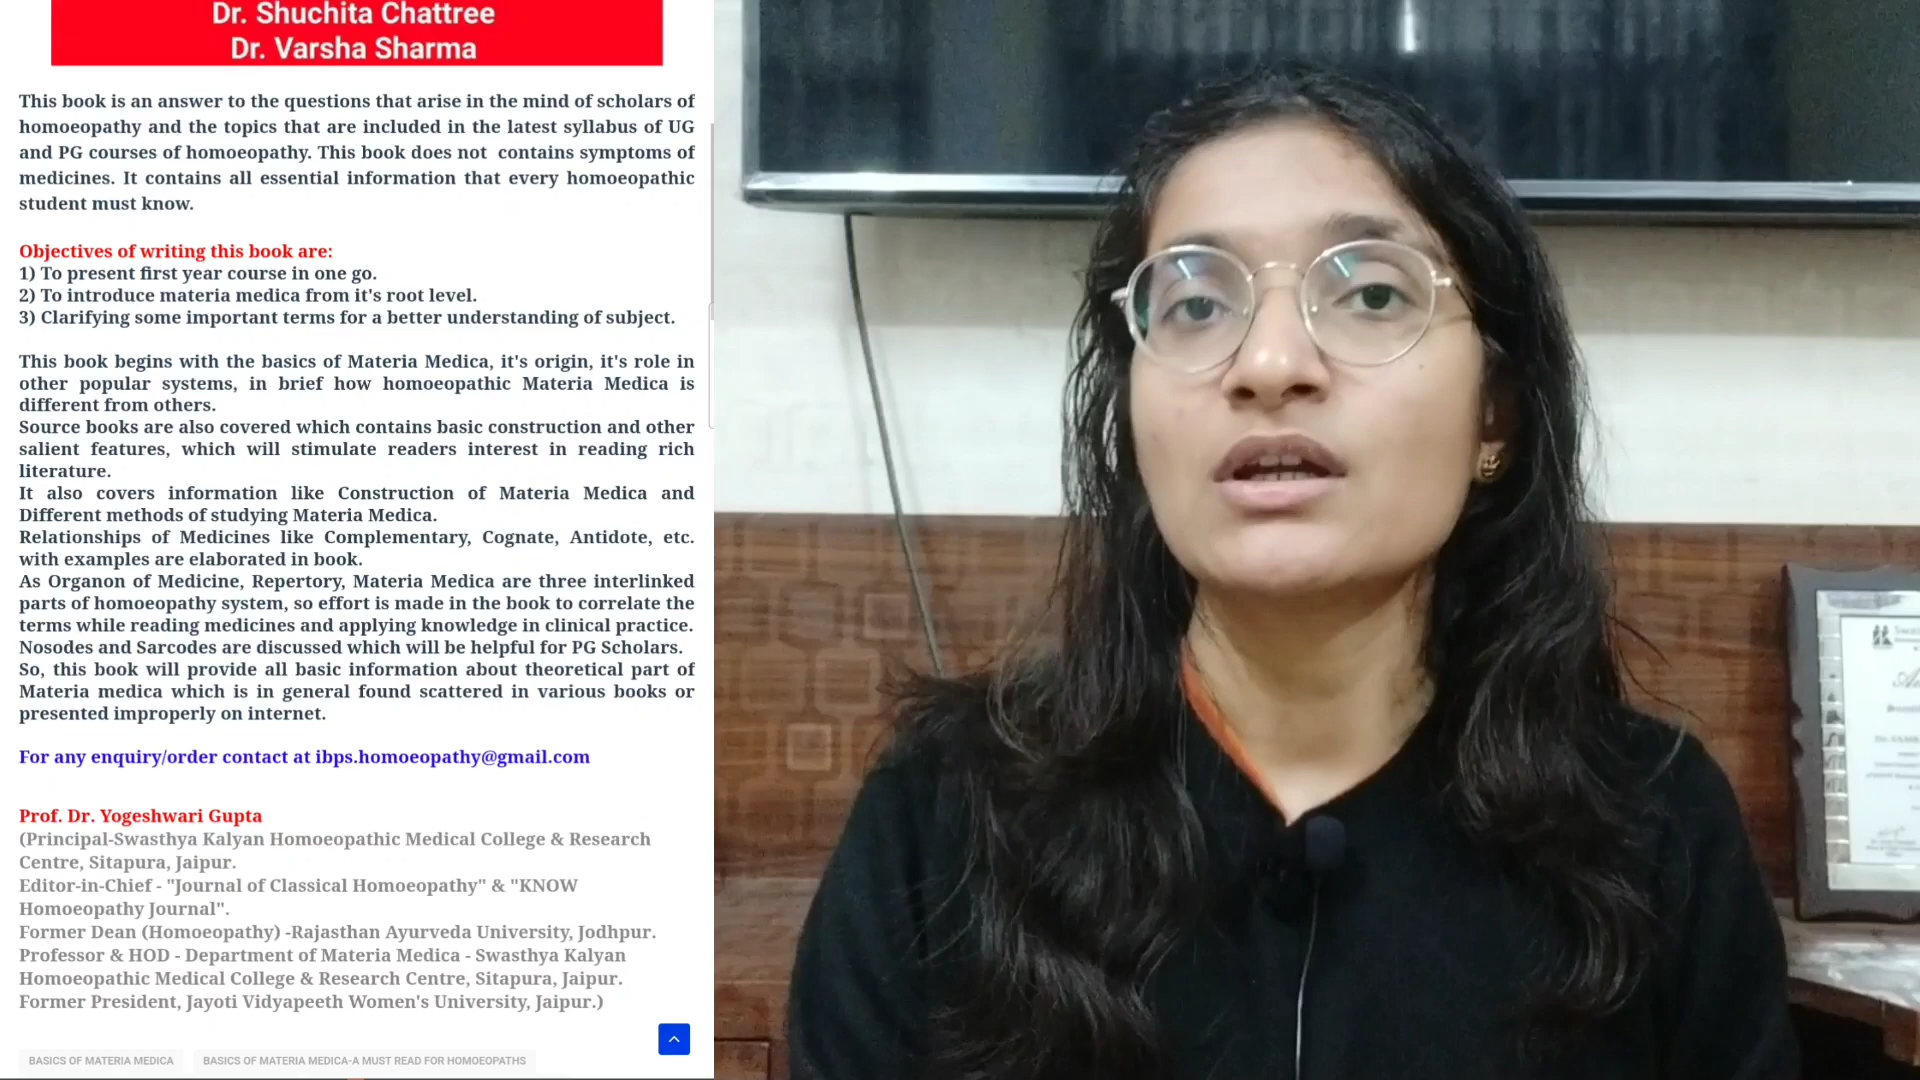 Dr. Shuchita Chattree
Dr. Varsha Sharma
This book is an answer to the questions that arise in the mind of scholars of
homoeopathy and the topics that are included in the latest syllabus of UG
and PG courses of homoeopathy. This book does not contains symptoms of
medicines. It contains all essential information that every homoeopathic
student must know.
Objectives of writing this book are:
1) To present first year course in one go.
2) To introduce materia medica from it's root level.
3) Clarifying some important terms for a better understanding of subject.
This book begins with the basics of Materia Medica, it's origin, it's role in
other popular systems, in brief how homoeopathic Materia Medica is
different from others.
Source books are also covered which contains basic construction and other
salient features, which will stimulate readers interest in reading rich
literature.
It also covers information like Construction of Materia Medica and
Different methods of studying Materia Medica.
Relationships of Medicines like Complementary, Cognate, Antidote, etc.
with examples are elaborated in book.
As Organon of Medicine, Repertory, Materia Medica are three interlinked
parts of homoeopathy system, so effort is made in the book to correlate the
terms while reading medicines and applying knowledge in clinical practice.
Nosodes and Sarcodes are discussed which will be helpful for PG Scholars.
So, this book will provide all basic information about theoretical part of
Materia medica which is in general found scattered in various books or
presented improperly on internet.
For any enquiry/order contact at ibps.homoeopathy@gmail.com
Prof. Dr. Yogeshwari Gupta
(Principal-Swasthya Kalyan Homoeopathic Medical College & Research
Centre, Sitapura, Jaipur.
Editor-in-Chief - "Journal of Classical Homoeopathy" & "KNOW
Homoeopathy Journal".
Former Dean (Homoeopathy) -Rajasthan Ayurveda University, Jodhpur.
Professor & HOD - Department of Materia Medica - Swasthya Kalyan
Homoeopathic Medical College & Research Centre, Sitapura, Jaipur.
Former President, Jayoti Vidyapeeth Women's University, Jaipur.)
BASICS OF MATERIA MEDICA
BASICS OF MATERIA MEDICA-A MUST READ FOR HOMOEOPATHS